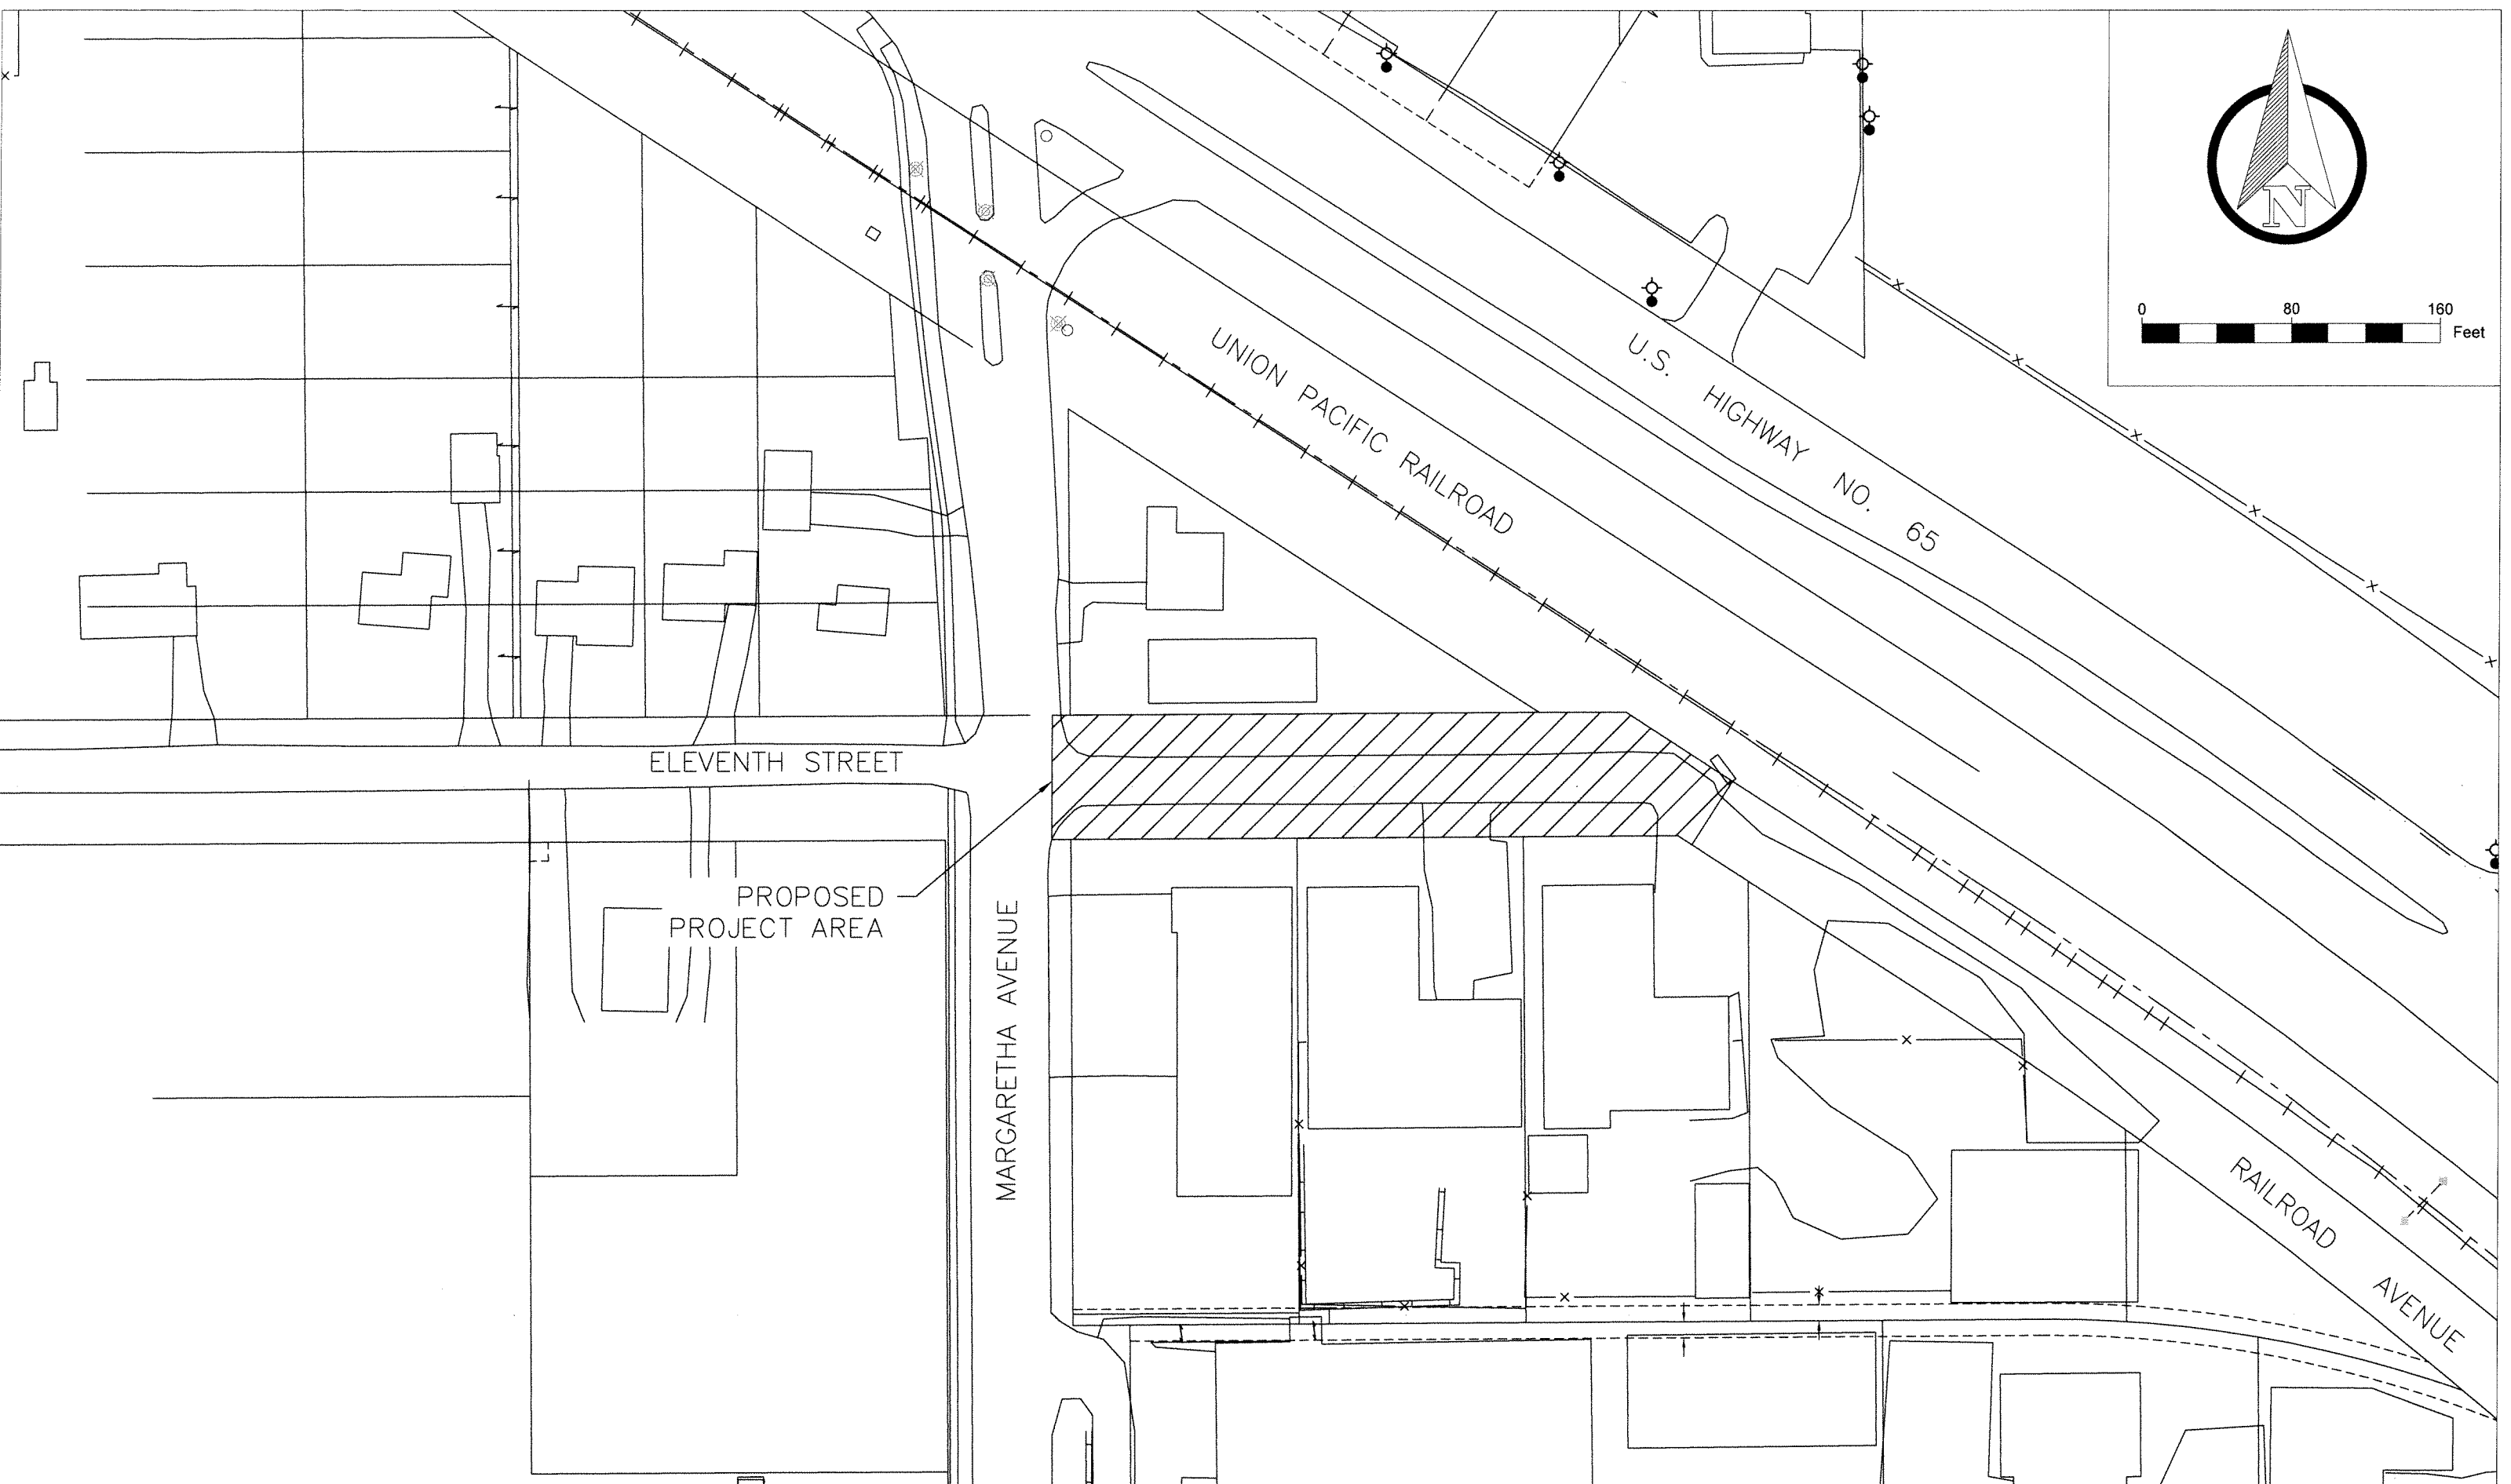 N
0 80 160
Feet
UNION PACIFIC RAILROAD
U.S. HIGHWAY NO. 65
ELEVENTH STREET
PROPOSED
PROJECT AREA
MARGARETHA AVENUE
RAILROAD AVENUE